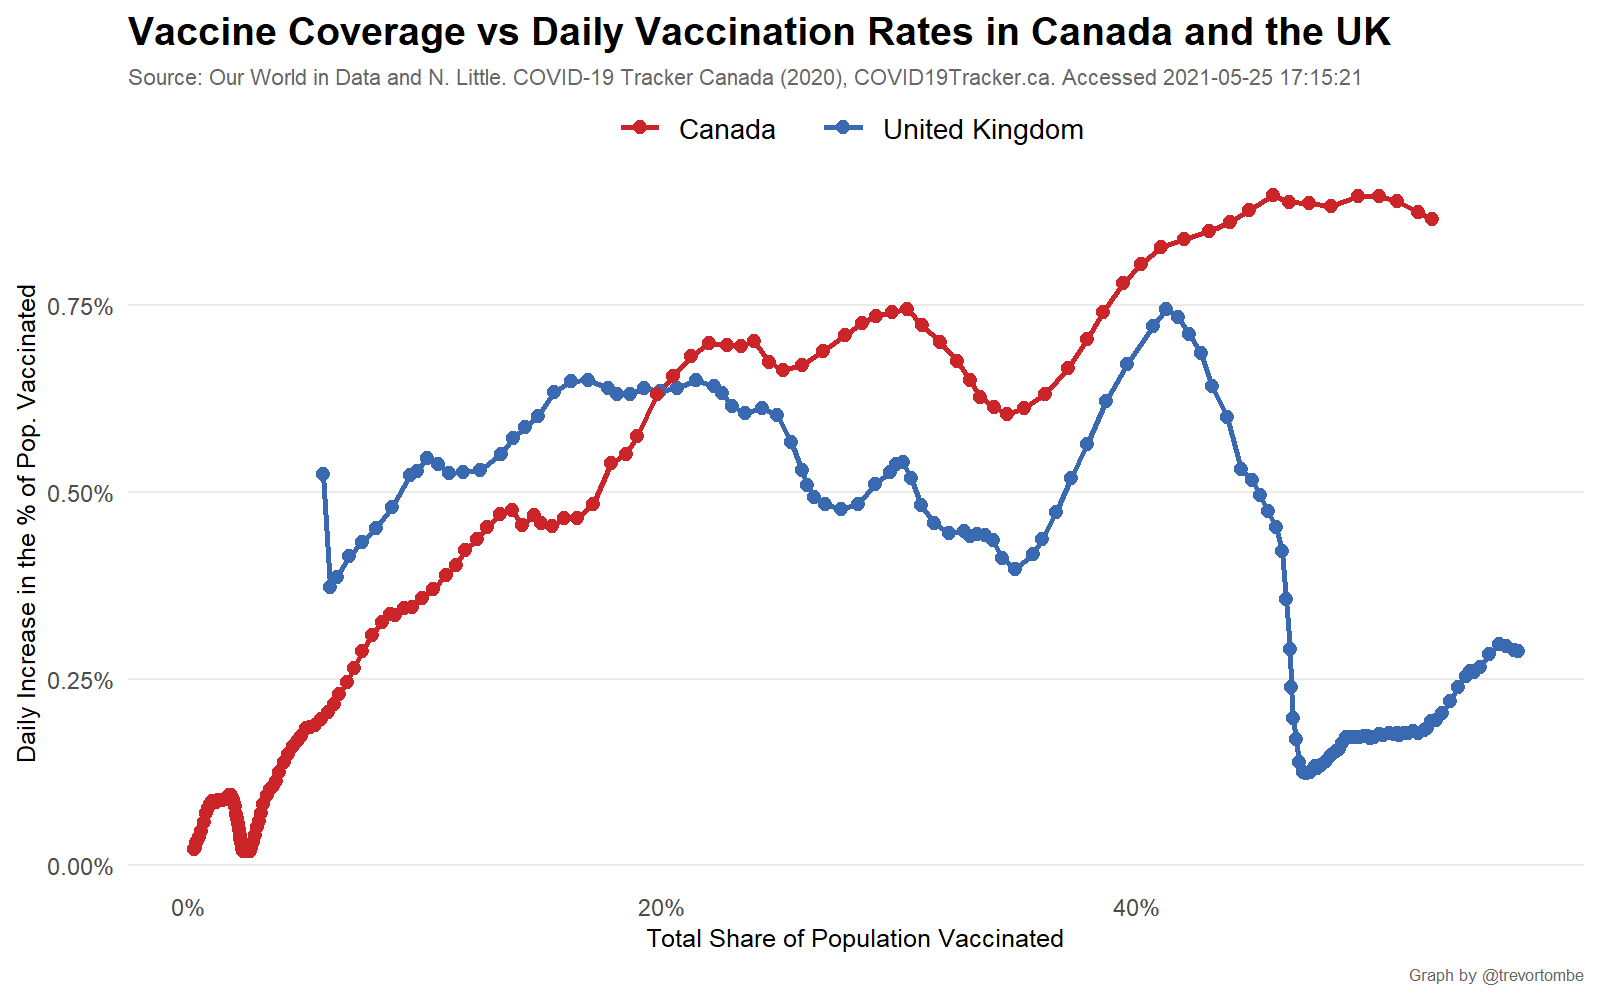 Vaccine Coverage vs Daily Vaccination Rates in Canada and the UK
Source: Our World in Data and N. Little. COVID-19 Tracker Canada (2020), COVID19Tracker.ca. Accessed 2021-05-25 17:15:21
Canada
United Kingdom
Daily Increase in the % of Pop. Vaccinated
0.75%
0.50%
0.25%
0.00%
0%
20%
40%
Total Share of Population Vaccinated
Graph by @trevortombe